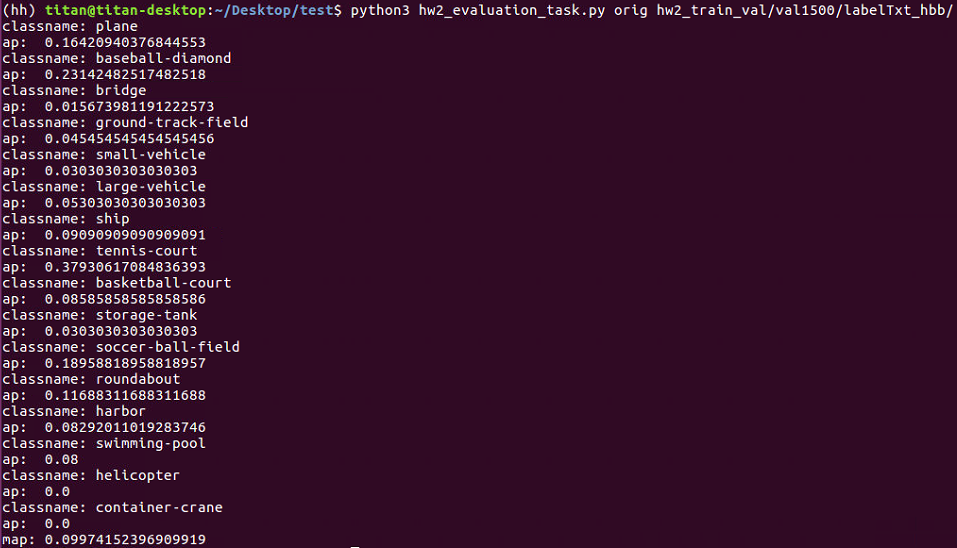 (hh) titan@titan-desktop:~/Desktop/test$ python3 hw2_evaluation_task.py orig hw2_train_val/val1500/labelTxt_hbb/
classname: plane
ap:  0.16420940376844553
classname: baseball-diamond
ap:  0.23142482517482518
classname: bridge
ap:  0.015673981191222573
classname: ground-track-field
ap:  0.045454545454545456
classname: small-vehicle
ap:  0.0303030303030303
classname: large-vehicle
ap:  0.05303030303030303
classname: ship
ap:  0.09090909090909091
classname: tennis-court
ap:  0.37930617084836393
classname: basketball-court
ap:  0.08585858585858586
classname: storage-tank
ap:  0.0303030303030303
classname: soccer-ball-field
ap:  0.18958818958818957
classname: roundabout
ap:  0.11688311688311688
classname: harbor
ap:  0.08292011019283746
classname: swimming-pool
ap:  0.08
classname: helicopter
ap:  0.0
classname: container-crane
ap:  0.0
map: 0.09974152396909919